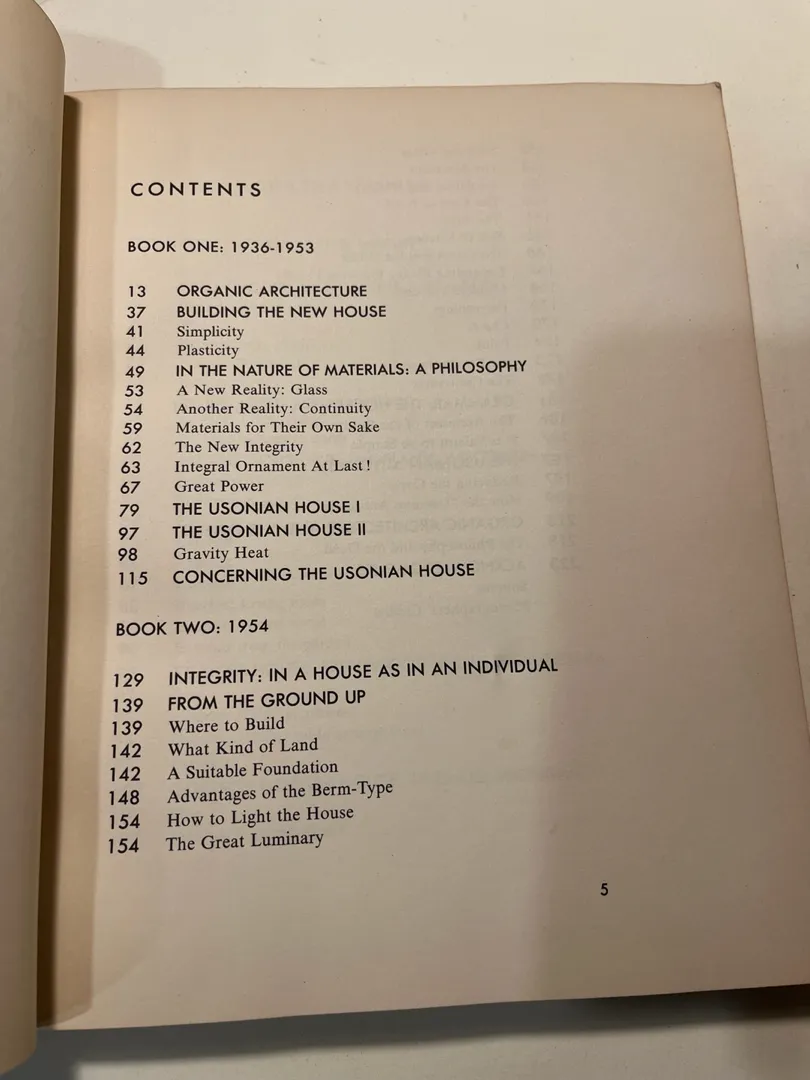 CONTENTS
BOOK ONE: 1936-1953
13 ORGANIC ARCHITECTURE
37 BUILDING THE NEW HOUSE
41 Simplicity
44 Plasticity
49 IN THE NATURE OF MATERIALS: A PHILOSOPHY
53 A New Reality: Glass
54 Another Reality: Continuity
59 Materials for Their Own Sake
62 The New Integrity
63 Integral Ornament At Last!
67 Great Power
79 THE USONIAN HOUSE I
97 THE USONIAN HOUSE II
98 Gravity Heat
115 CONCERNING THE USONIAN HOUSE
BOOK TWO: 1954
129 INTEGRITY: IN A HOUSE AS IN AN INDIVIDUAL
139 FROM THE GROUND UP
139 Where to Build
142 What Kind of Land
142 A Suitable Foundation
148 Advantages of the Berm-Type
154 How to Light the House
154 The Great Luminary
5